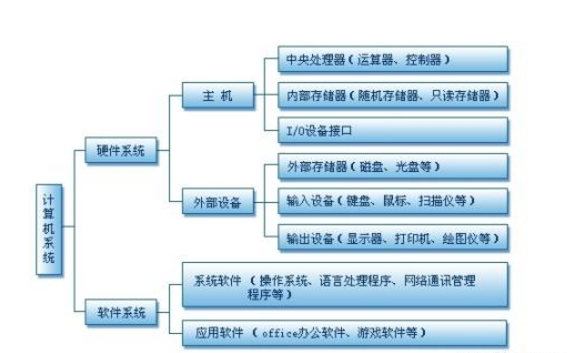 中央处理器（运算器、控制器）
主 机
内部存储器（随机存储器、只读存储器）
I/O设备接口
硬件系统
外部存储器（磁盘、光盘等）
外部设备
输入设备（键盘、鼠标、扫描仪等）
输出设备（显示器、打印机、绘图仪等）
计算机系统
系统软件 （操作系统、语言处理程序、网络通讯管理
程序等）
软件系统
应用软件 （office办公软件、游戏软件等）